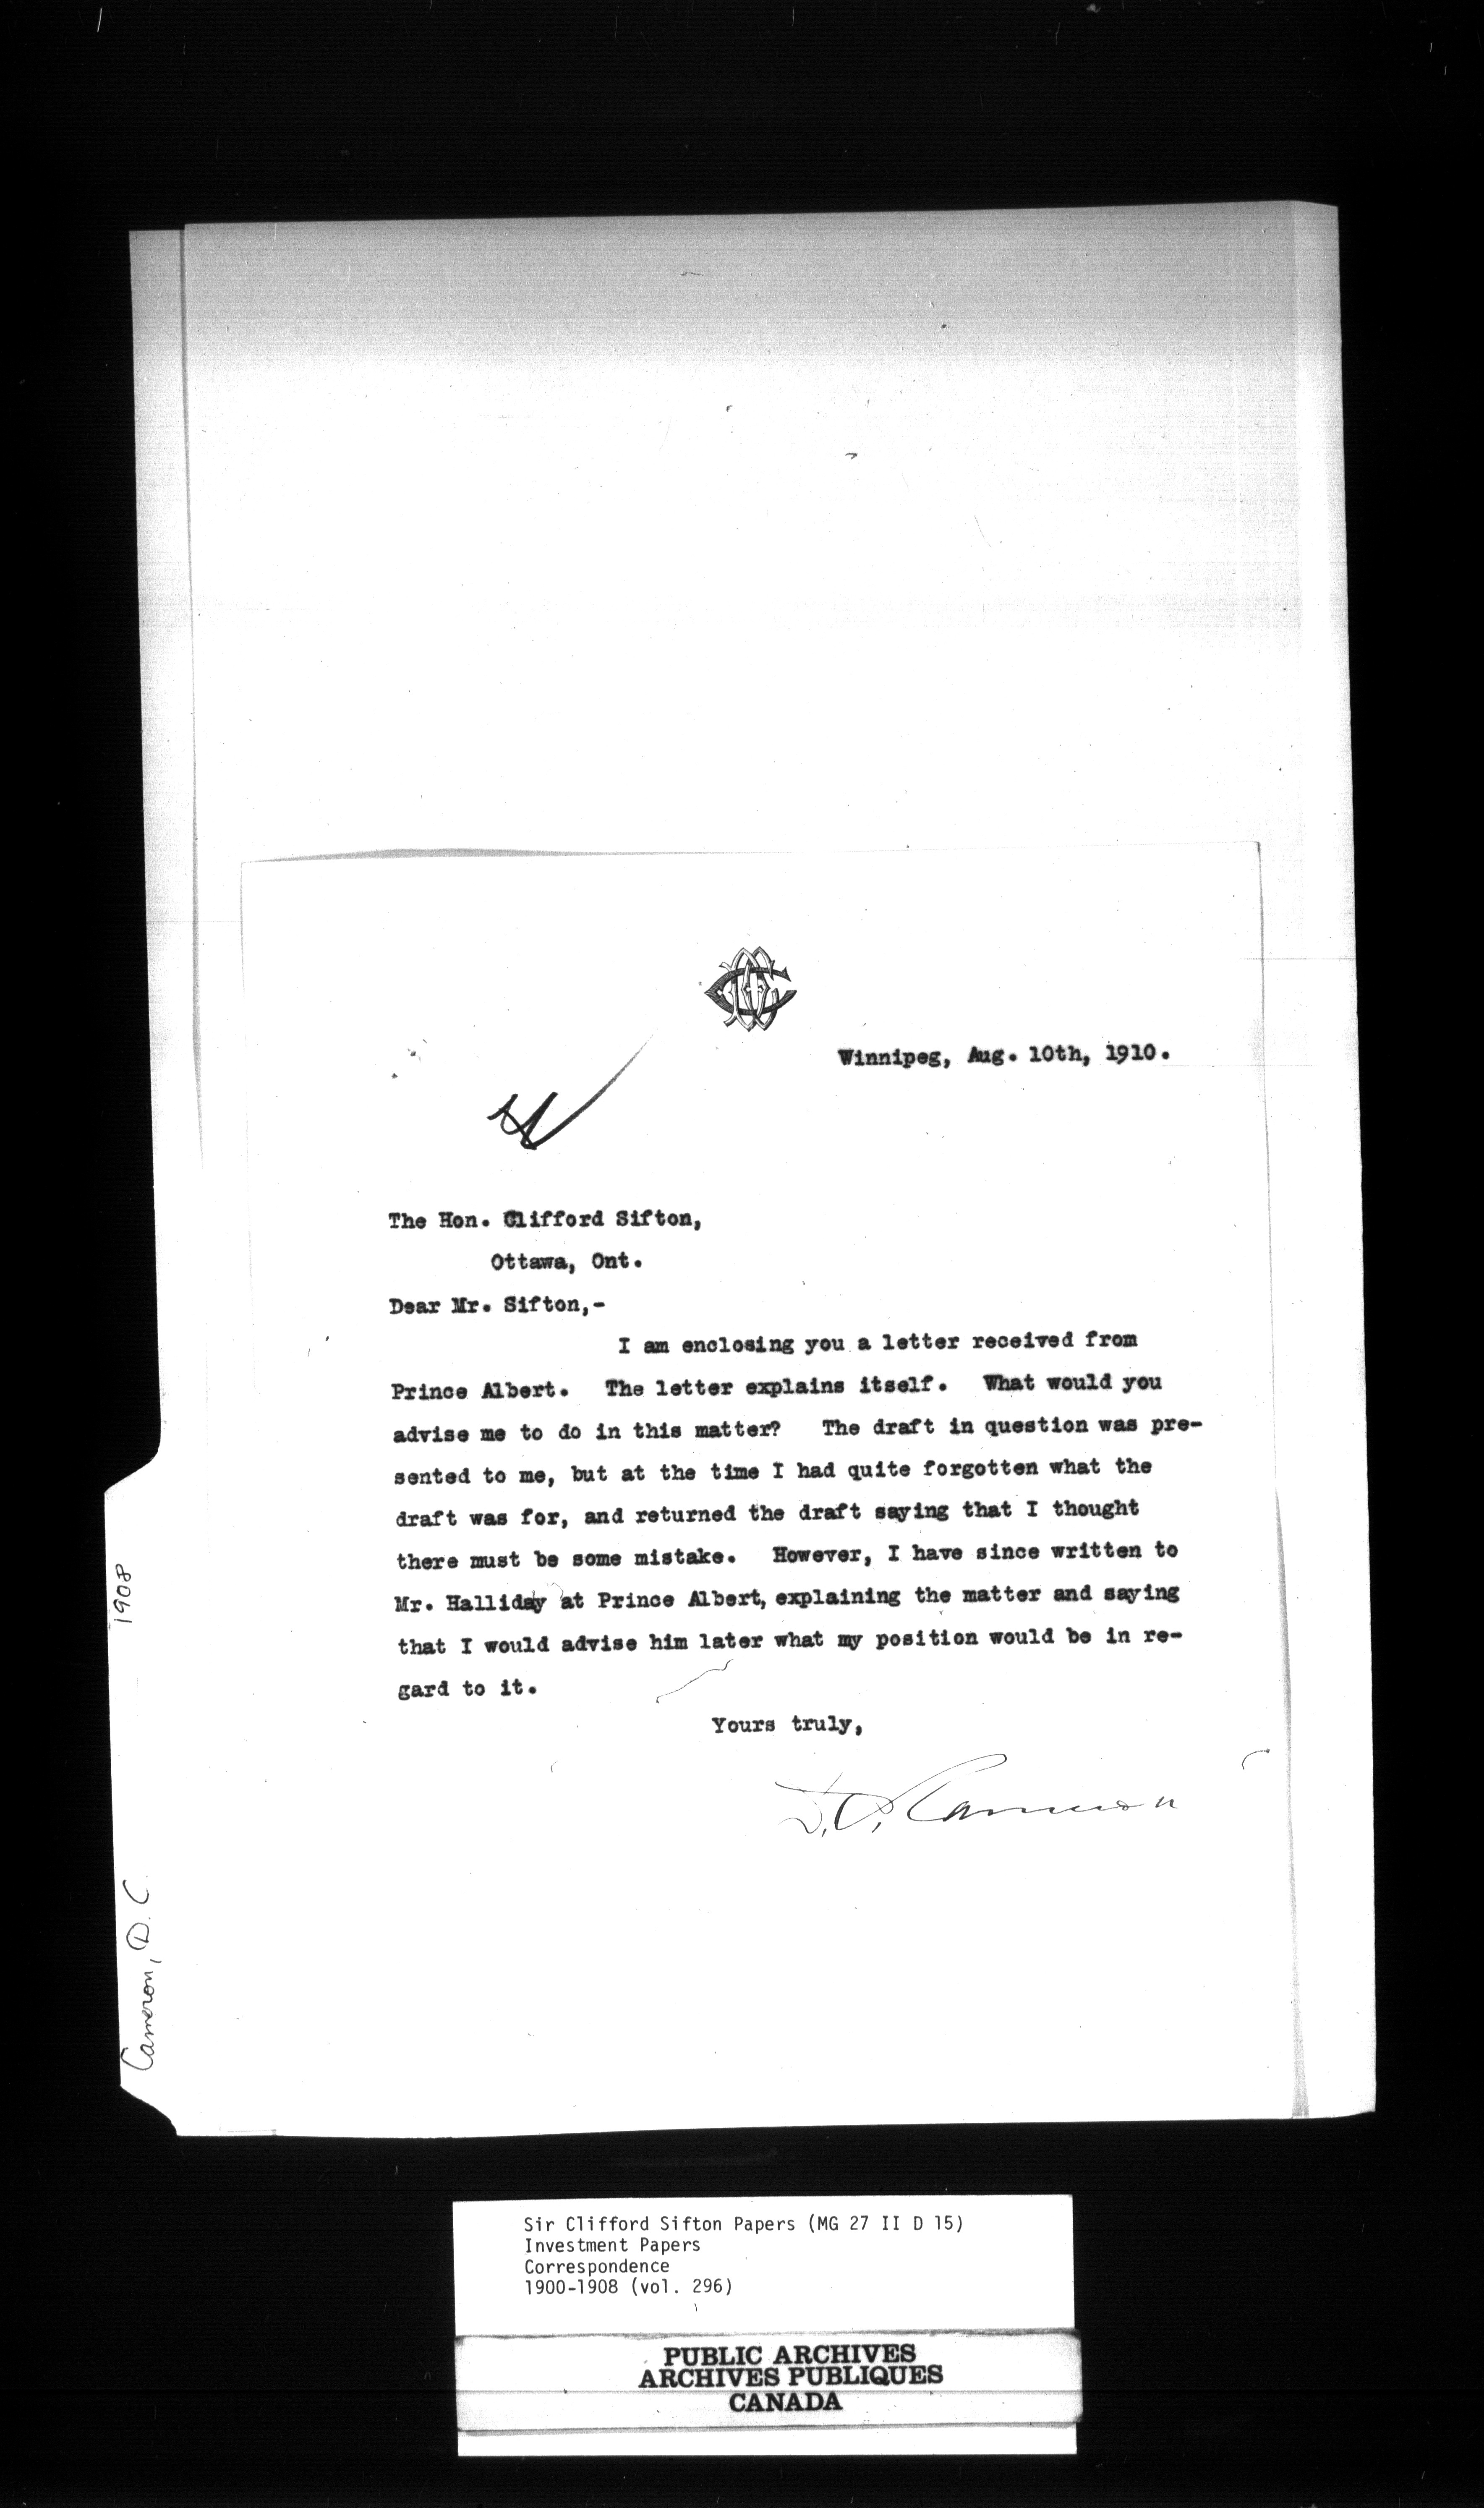 Winnipeg, Aug. 10th, 1910.
The Hon. Clifford Sifton,
Ottawa, Ont.
Dear Mr. Sifton,-
I am enclosing you a letter received from
Prince Albert. The letter explains itself. What would you
advise me to do in this matter? The draft in question was pre-
sented to me, but at the time I had quite forgotten what the
draft was for, and returned the draft saying that I thought
there must be some mistake. However, I have since written to
Mr. Halliday at Prince Albert, explaining the matter and saying
that I would advise him later what my position would be in re-
gard to it.
Yours truly,
D.C. Cameron
1908
Cameron, D. C.
Sir Clifford Sifton Papers (MG 27 II D 15)
Investment Papers
Correspondence
1900-1908 (vol. 296)
PUBLIC ARCHIVES
ARCHIVES PUBLIQUES
CANADA